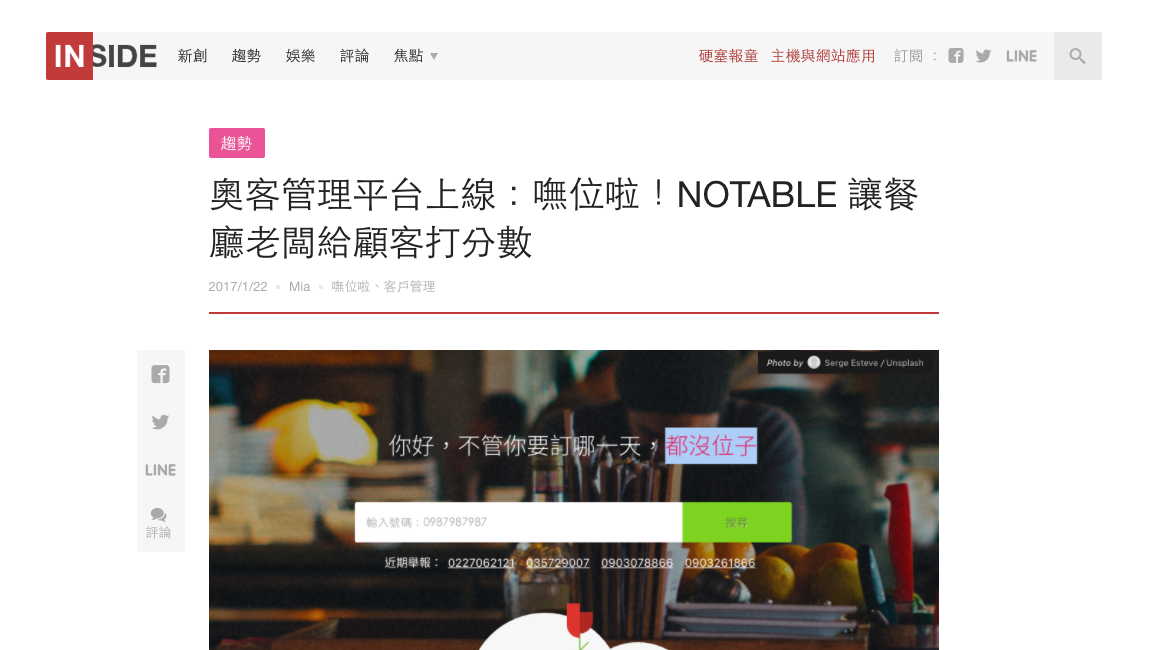 INSIDE 新創 趨勢 娛樂 評論 焦點 硬塞報童 主機與網站應用 訂閱 : LINE
趨勢
奧客管理平台上線:嘸位啦!NOTABLE 讓餐
廳老闆給顧客打分數
2017/1/22 Mia 嘸位啦、客戶管理
Photo by Serge Esteve / Unsplash
你好,不管你要訂哪一天,都沒位子
輸入號碼:0987987987 搜尋
近期舉報: 0227062121 035729007 0903078866 0903261866
LINE
評論